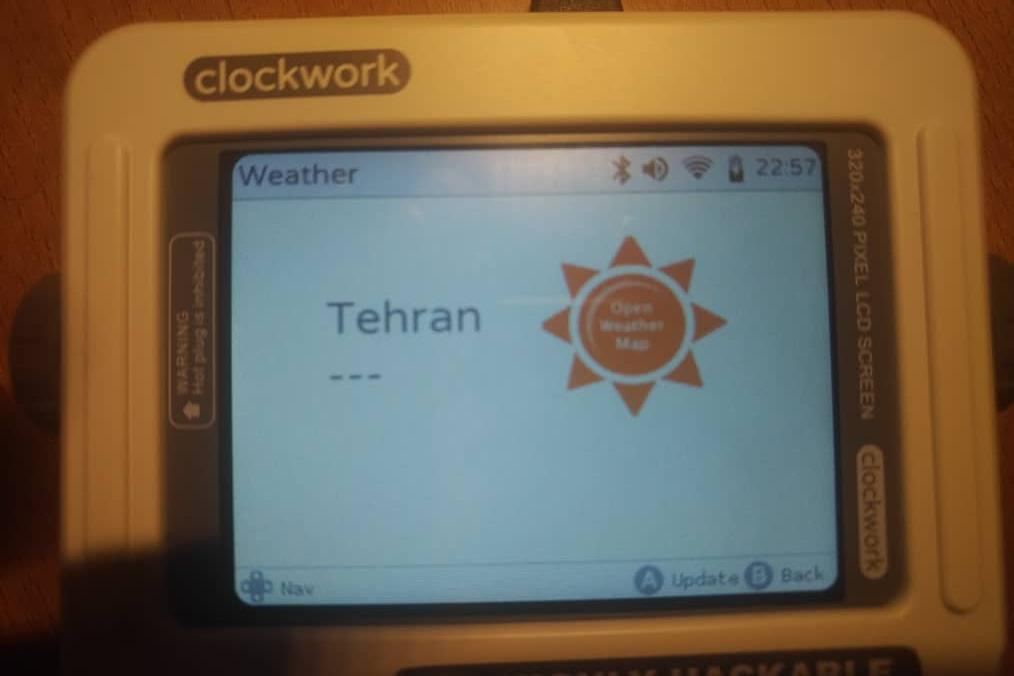 clockwork
Weather
22:57
Tehran
---
Open
Weather
Map
Nav
A Update B Back
WARNING
Hot plug is inhibited
320x240 PIXEL LCD SCREEN
clockwork
HACKABLE